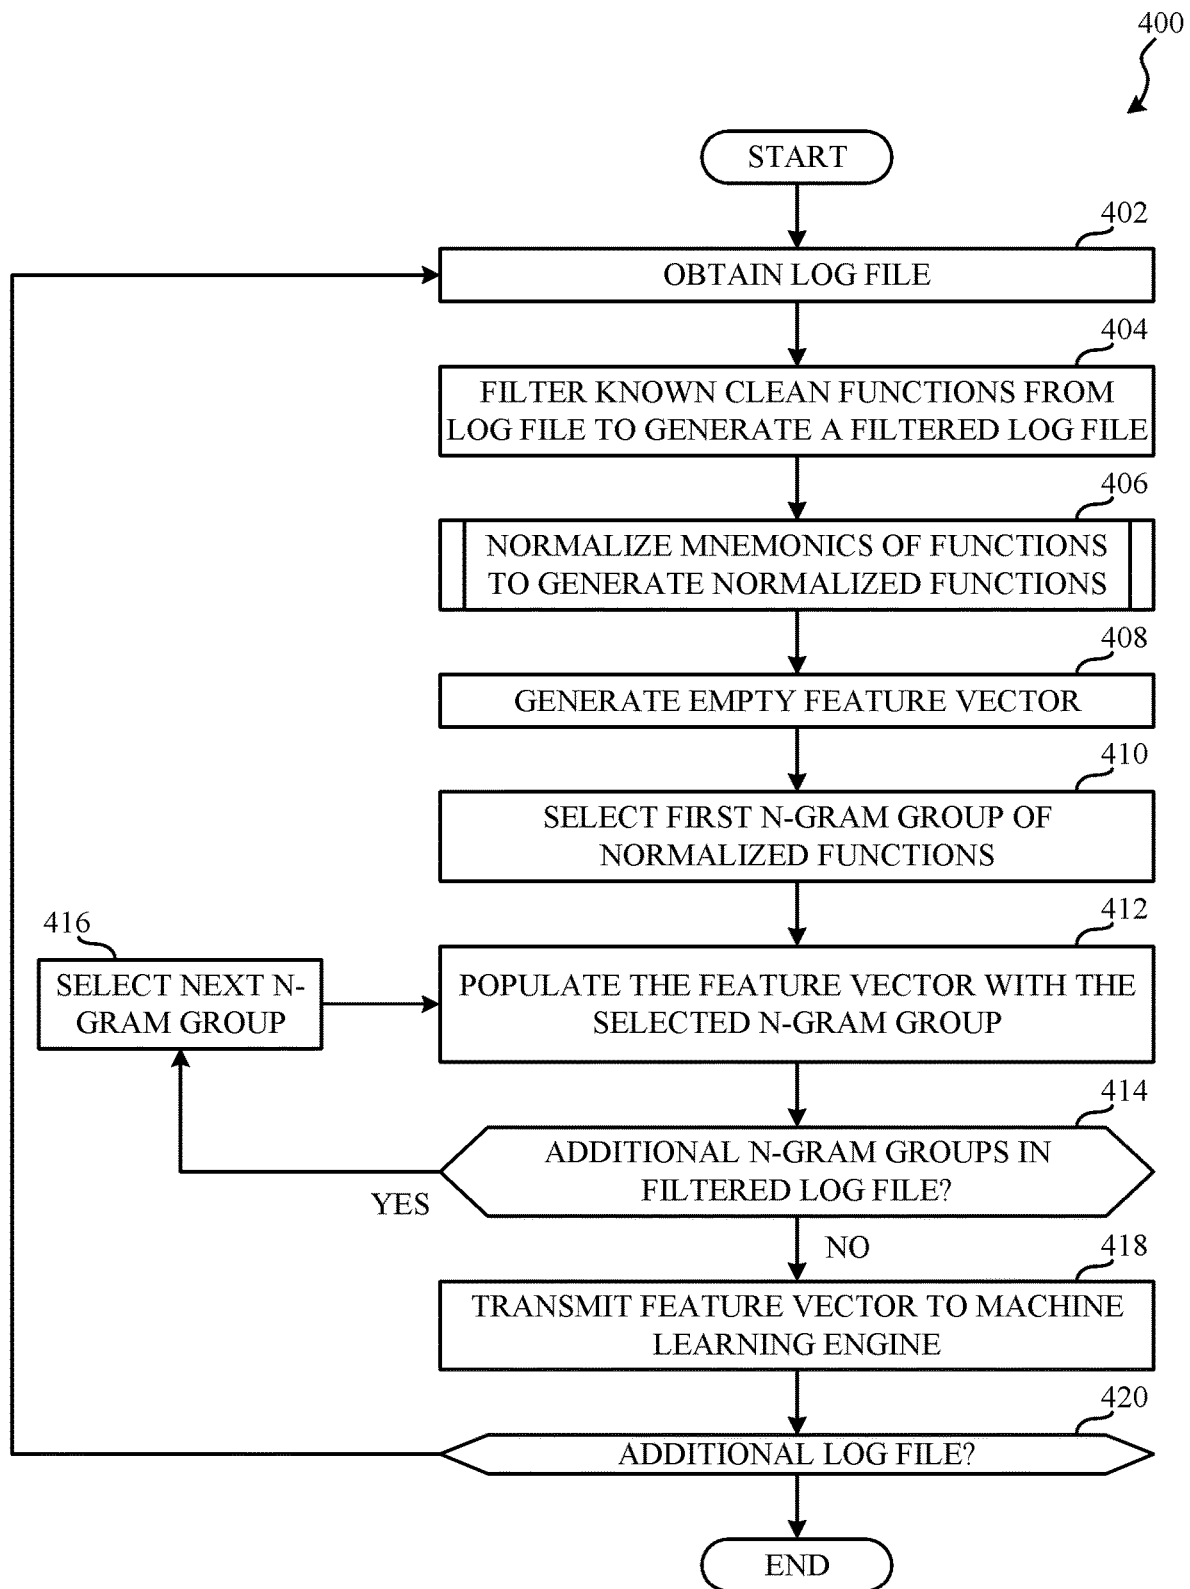 400
START
402
OBTAIN LOG FILE
404
FILTER KNOWN CLEAN FUNCTIONS FROM
LOG FILE TO GENERATE A FILTERED LOG FILE
406
NORMALIZE MNEMONICS OF FUNCTIONS
TO GENERATE NORMALIZED FUNCTIONS
408
GENERATE EMPTY FEATURE VECTOR
410
SELECT FIRST N-GRAM GROUP OF
NORMALIZED FUNCTIONS
412
POPULATE THE FEATURE VECTOR WITH THE
SELECTED N-GRAM GROUP
416
SELECT NEXT N-
GRAM GROUP
414
ADDITIONAL N-GRAM GROUPS IN
FILTERED LOG FILE?
YES
NO
418
TRANSMIT FEATURE VECTOR TO MACHINE
LEARNING ENGINE
420
ADDITIONAL LOG FILE?
END